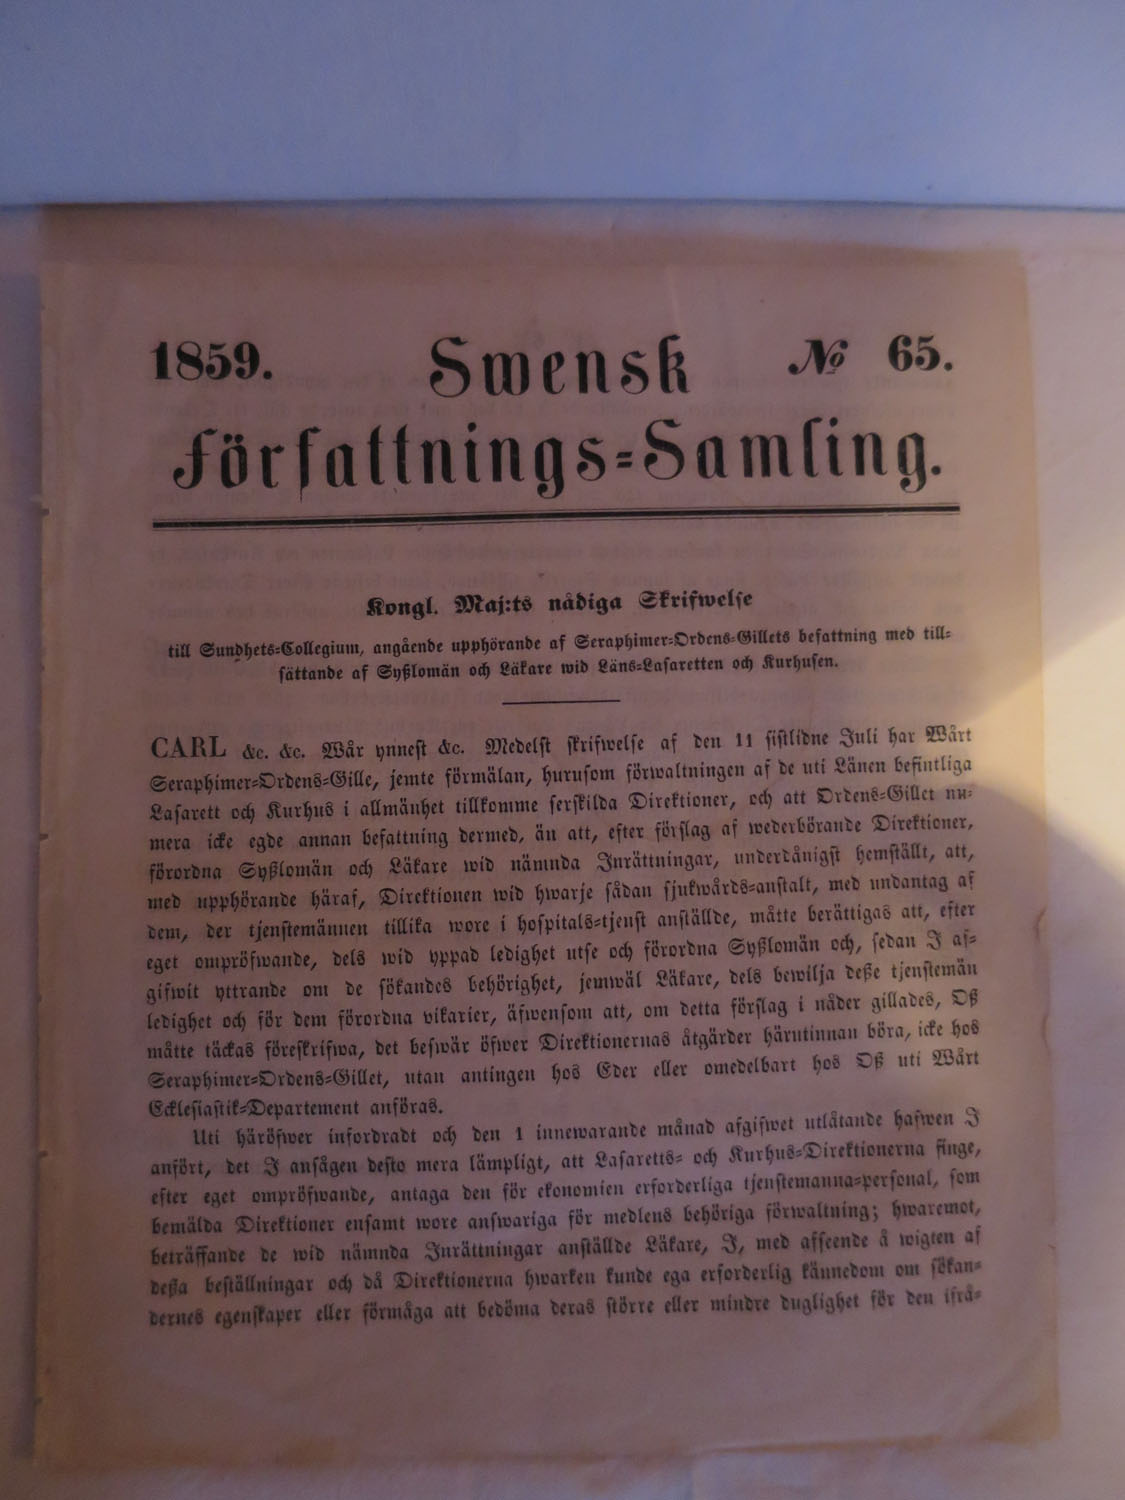 1859. Swensk № 65.
Författnings=Samling.
Kongl. Maj:ts nådiga Skrifwelse
till Sundhets=Collegium, angående upphörande af Seraphimer=Ordens=Gillets befattning med till=
sättande af Syßlomän och Läkare wid Läns=Lasaretten och Kurhusen.
CARL &c. &c. Wår ynnest &c. Medelst skrifwelse af den 11 sistlidne Juli har Wårt
Seraphimer=Ordens=Gille, jemte förmälan, hurusom förwaltningen af de uti Länen befintliga
Lasarett och Kurhus i allmänhet tillkomme serskilda Direktioner, och att Ordens=Gillet nu=
mera icke egde annan befattning dermed, än att, efter förslag af wederbörande Direktioner,
förordna Syßlomän och Läkare wid nämnda Inrättningar, underdånigst hemställt, att,
med upphörande häraf, Direktionen wid hwarje sådan sjukwårds=anstalt, med undantag af
dem, der tjenstemännen tillika wore i hospitals=tjenst anställde, måtte berättigas att, efter
eget ompröfwande, dels wid yppad ledighet utse och förordna Syßlomän och, sedan I af=
gifwit yttrande om de sökandes behörighet, jemwäl Läkare, dels bewilja deße tjenstemän
ledighet och för dem förordna vikarier, äfwensom att, om detta förslag i nåder gillades, Oß
måtte täckas föreskrifwa, det beswär öfwer Direktionernas åtgärder härutinnan böra, icke hos
Seraphimer=Ordens=Gillet, utan antingen hos Eder eller omedelbart hos Oß uti Wårt
Ecklesiastik=Departement anföras.
Uti häröfwer infordradt och den 1 innewarande månad afgifwet utlåtande hafwen I
anfört, det I ansågen desto mera lämpligt, att Lasaretts= och Kurhus=Direktionerna finge,
efter eget ompröfwande, antaga den för ekonomien erforderliga tjenstemanna=personal, som
bemälda Direktioner ensamt wore answariga för medlens behöriga förwaltning; hwaremot,
beträffande de wid nämnda Inrättningar anställde Läkare, I, med afseende å wigten af
deßa beställningar och då Direktionerna hwarken kunde ega erforderlig kännedom om sökan=
dernes egenskaper eller förmåga att bedöma deras större eller mindre duglighet för den ifrå=